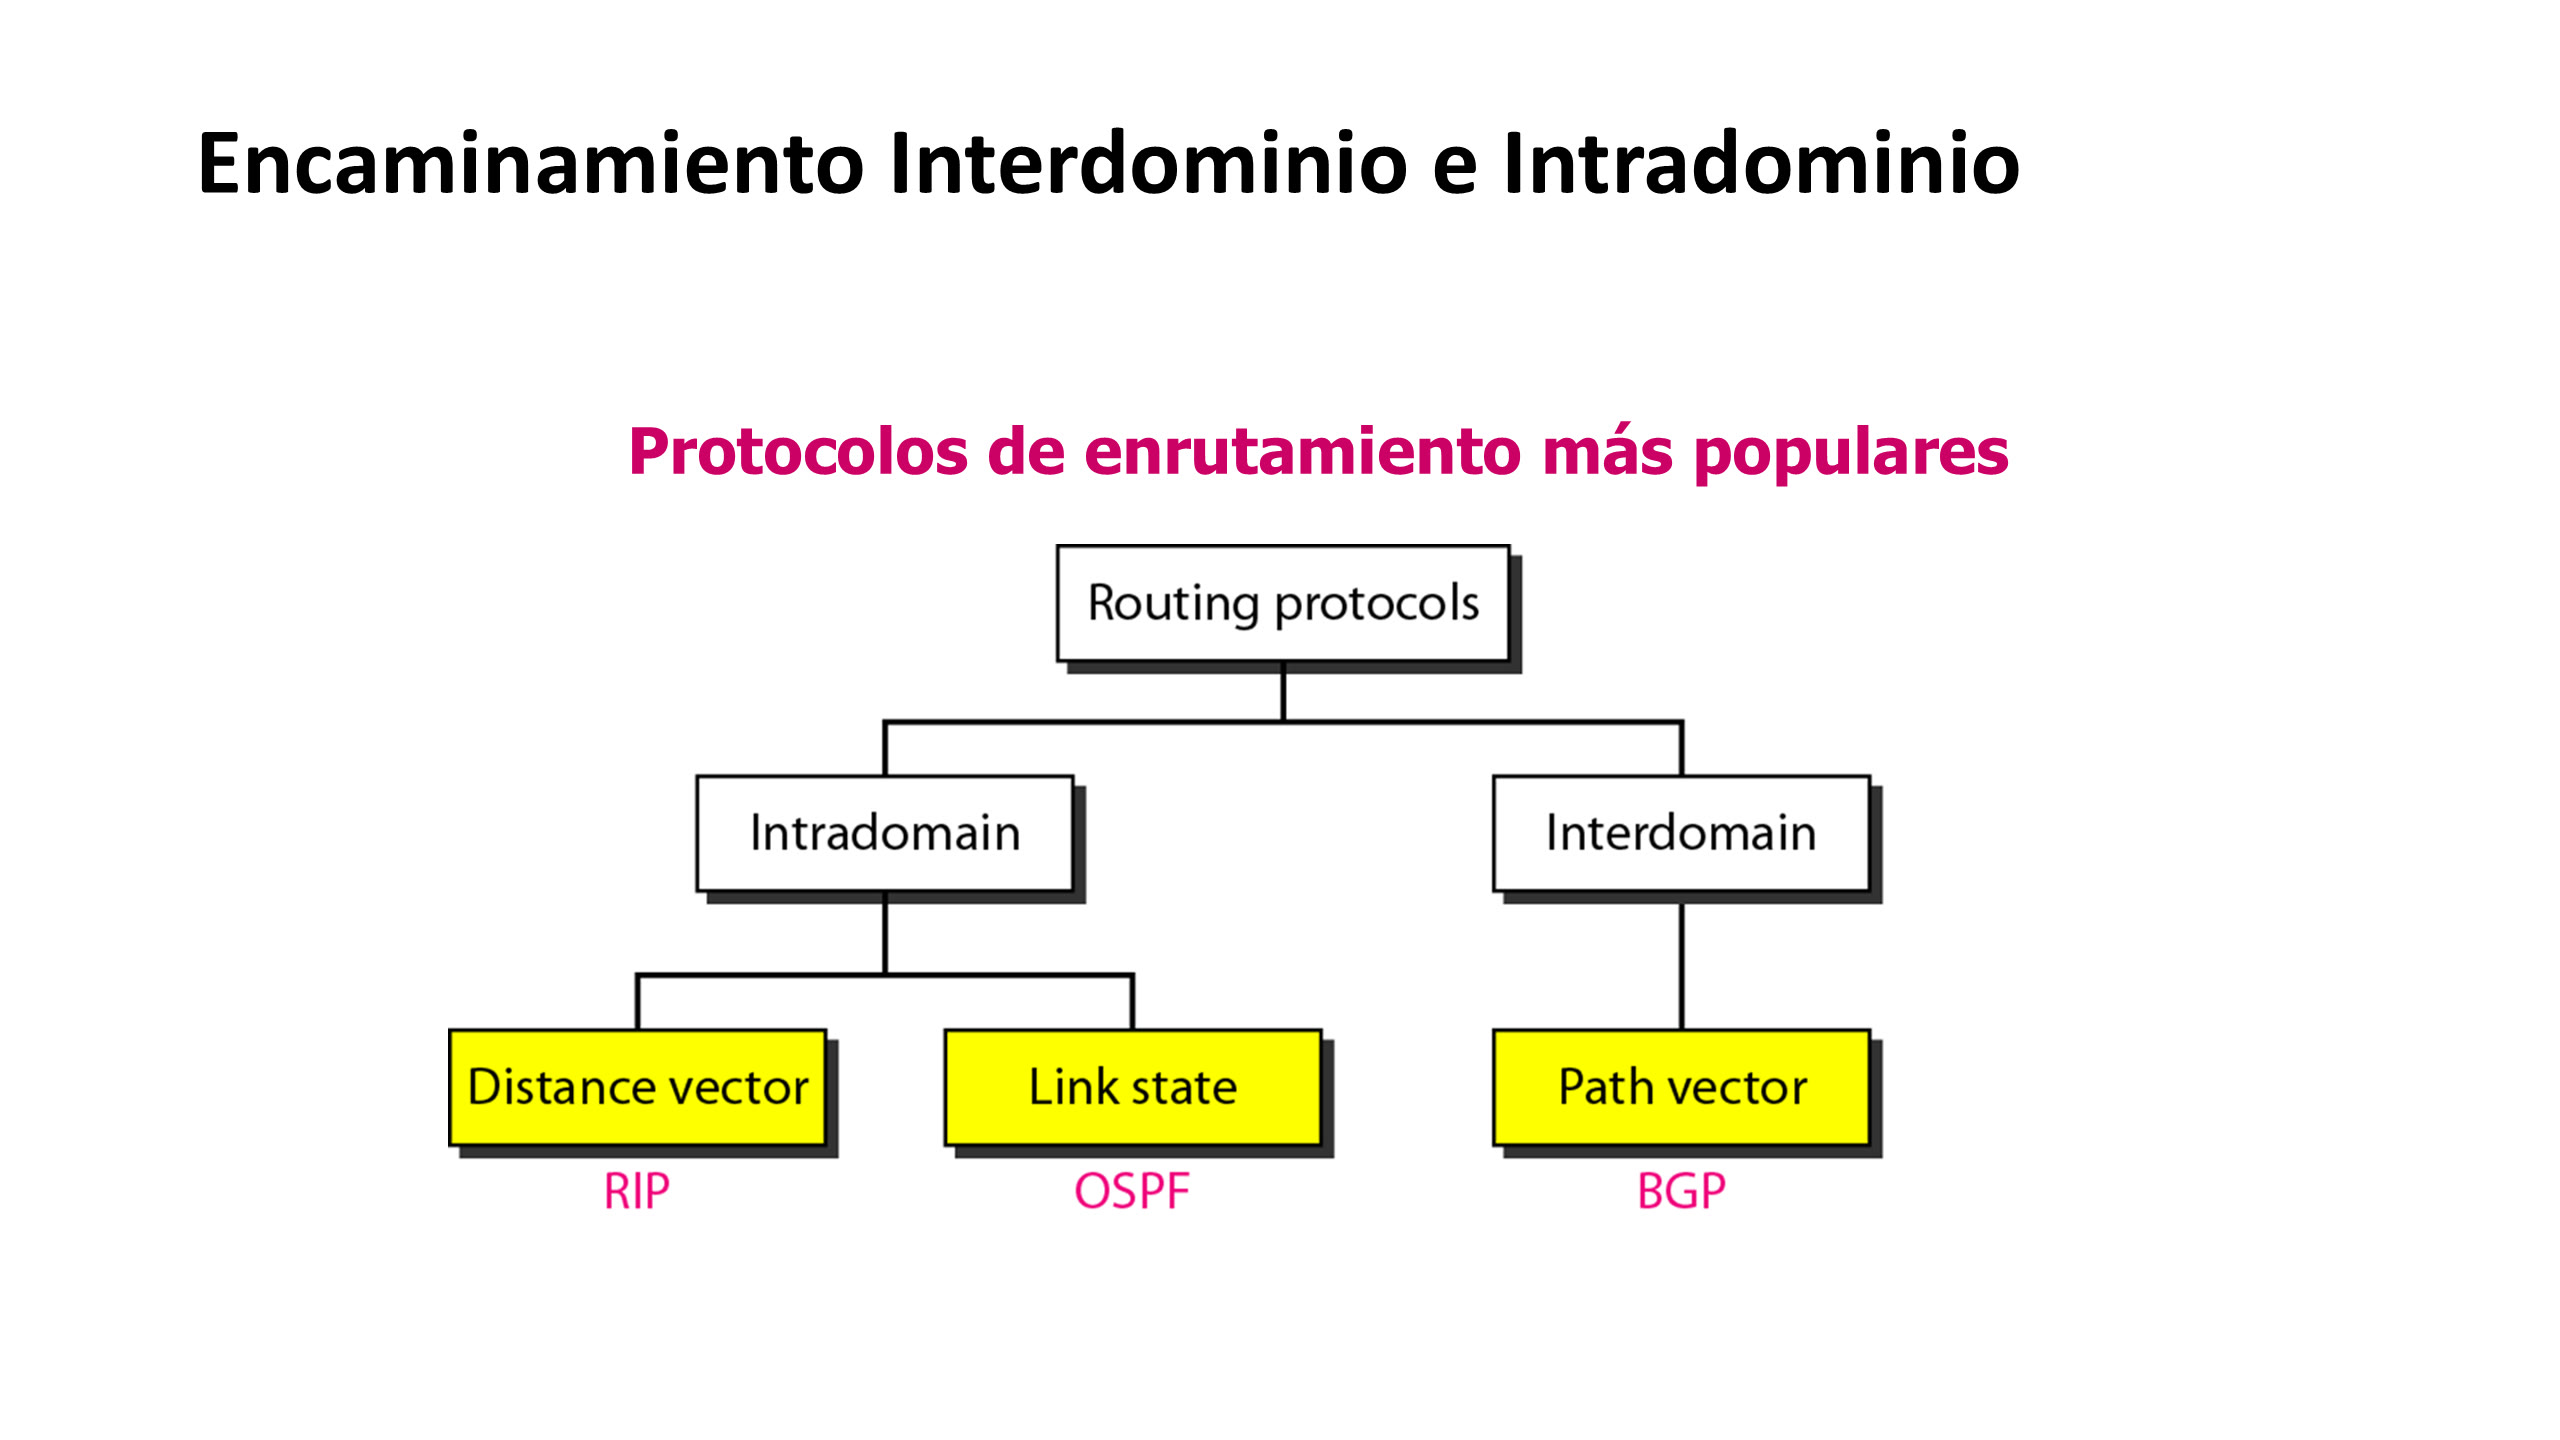 Encaminamiento Interdominio e Intradominio
Protocolos de enrutamiento más populares
Routing protocols
Intradomain
Interdomain
Distance vector
Link state
Path vector
RIP
OSPF
BGP